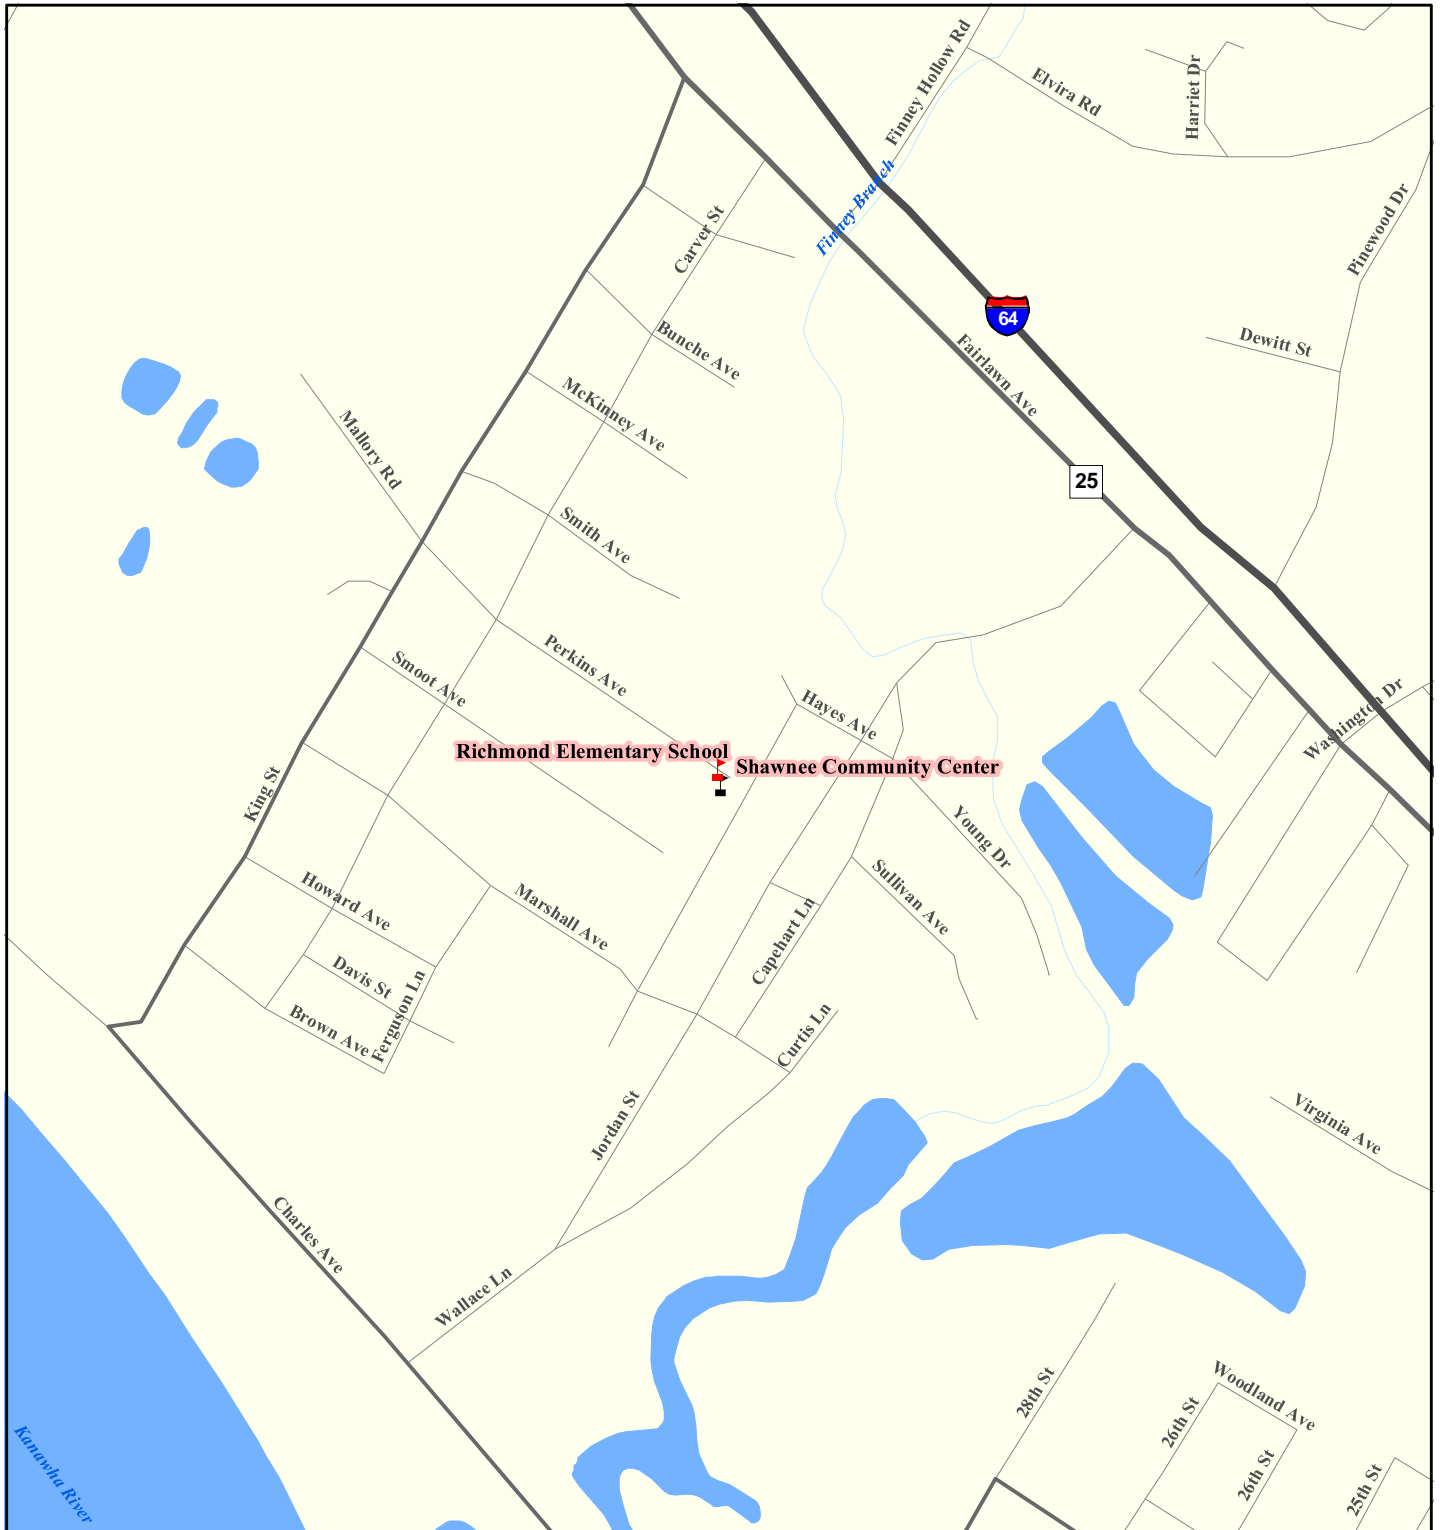 Finney Hollow Rd
Elvira Rd
Harriet Dr
Finney Branch
Carver St
Pinewood Dr
64
Dewitt St
Bunche Ave
Fairlawn Ave
McKinney Ave
Mallory Rd
25
Smith Ave
Perkins Ave
Smoot Ave
Hayes Ave
Washington Dr
Richmond Elementary School
Shawnee Community Center
King St
Young Dr
Sullivan Ave
Howard Ave
Marshall Ave
Capehart Ln
Davis St
Ferguson Ln
Brown Ave
Curtis Ln
Jordan St
Virginia Ave
Charles Ave
Wallace Ln
28th St
Woodland Ave
26th St
26th St
25th St
Kanawha River